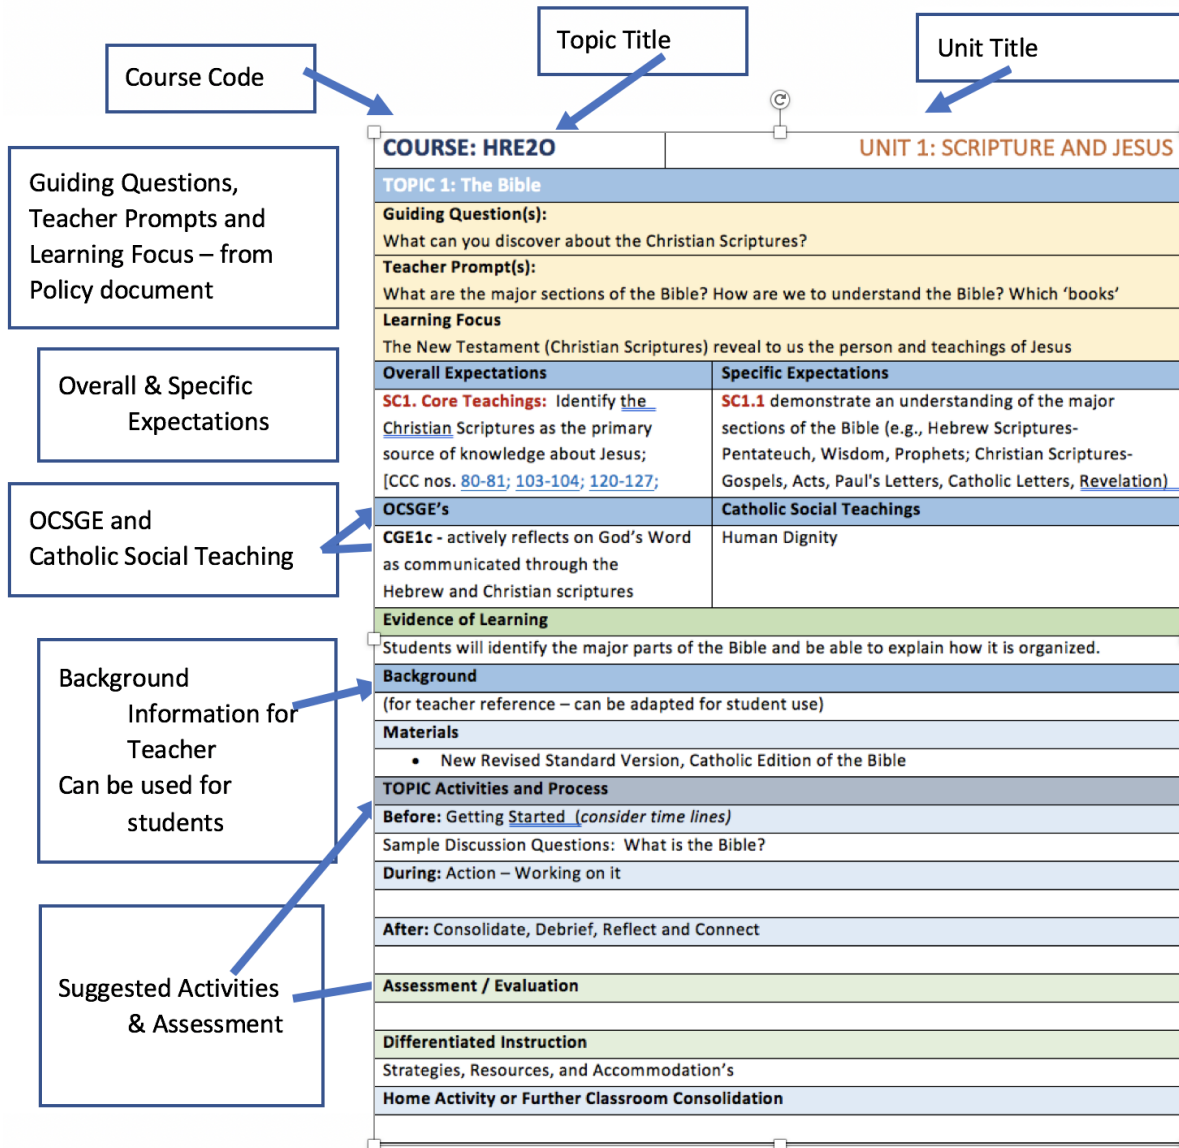 Topic Title
Unit Title
Course Code
COURSE: HRE2O
UNIT 1: SCRIPTURE AND JESUS
Guiding Questions,
Teacher Prompts and
Learning Focus – from
Policy document
Overall & Specific
Expectations
OCSGE and
Catholic Social Teaching
Background
Information for
Teacher
Can be used for
students
Suggested Activities
& Assessment
TOPIC 1: The Bible
Guiding Question(s):
What can you discover about the Christian Scriptures?
Teacher Prompt(s):
What are the major sections of the Bible? How are we to understand the Bible? Which ‘books’
Learning Focus
The New Testament (Christian Scriptures) reveal to us the person and teachings of Jesus
Overall Expectations
SC1. Core Teachings: Identify the
Christian Scriptures as the primary
source of knowledge about Jesus;
[CCC nos. 80-81; 103-104; 120-127;
Specific Expectations
SC1.1 demonstrate an understanding of the major
sections of the Bible (e.g., Hebrew Scriptures-
Pentateuch, Wisdom, Prophets; Christian Scriptures-
Gospels, Acts, Paul's Letters, Catholic Letters, Revelation)
OCSGE’s
CGE1c - actively reflects on God’s Word
as communicated through the
Hebrew and Christian scriptures
Catholic Social Teachings
Human Dignity
Evidence of Learning
Students will identify the major parts of the Bible and be able to explain how it is organized.
Background
(for teacher reference – can be adapted for student use)
Materials
• New Revised Standard Version, Catholic Edition of the Bible
TOPIC Activities and Process
Before: Getting Started (consider time lines)
Sample Discussion Questions: What is the Bible?
During: Action – Working on it
After: Consolidate, Debrief, Reflect and Connect
Assessment / Evaluation
Differentiated Instruction
Strategies, Resources, and Accommodation’s
Home Activity or Further Classroom Consolidation